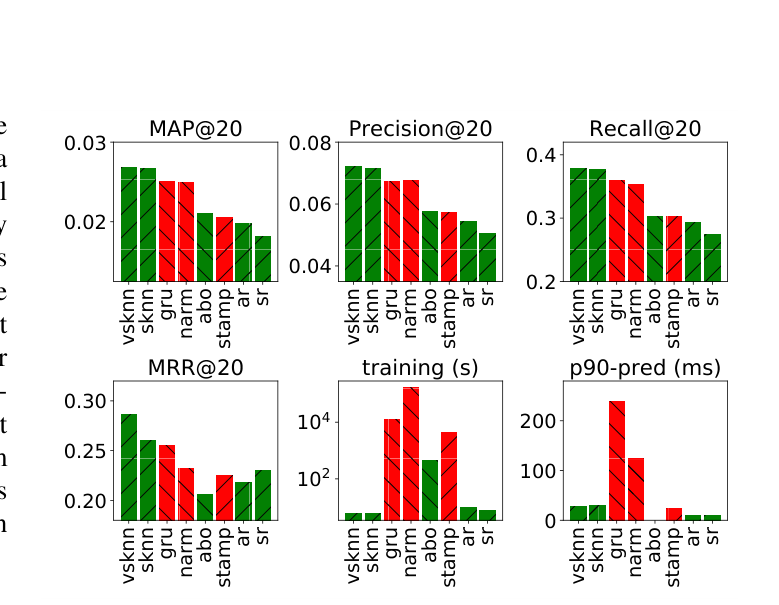 e
a
l
y
s
e
t
r
-
t
n
s
n
MAP@20
0.03
0.02
vsknn sknn gru narm abo stamp ar sr
Precision@20
0.08
0.06
0.04
vsknn sknn gru narm abo stamp ar sr
Recall@20
0.4
0.3
0.2
vsknn sknn gru narm abo stamp ar sr
MRR@20
0.30
0.25
0.20
vsknn sknn gru narm abo stamp ar sr
training (s)
10⁴
10²
vsknn sknn gru narm abo stamp ar sr
p90-pred (ms)
200
100
0
vsknn sknn gru narm abo stamp ar sr